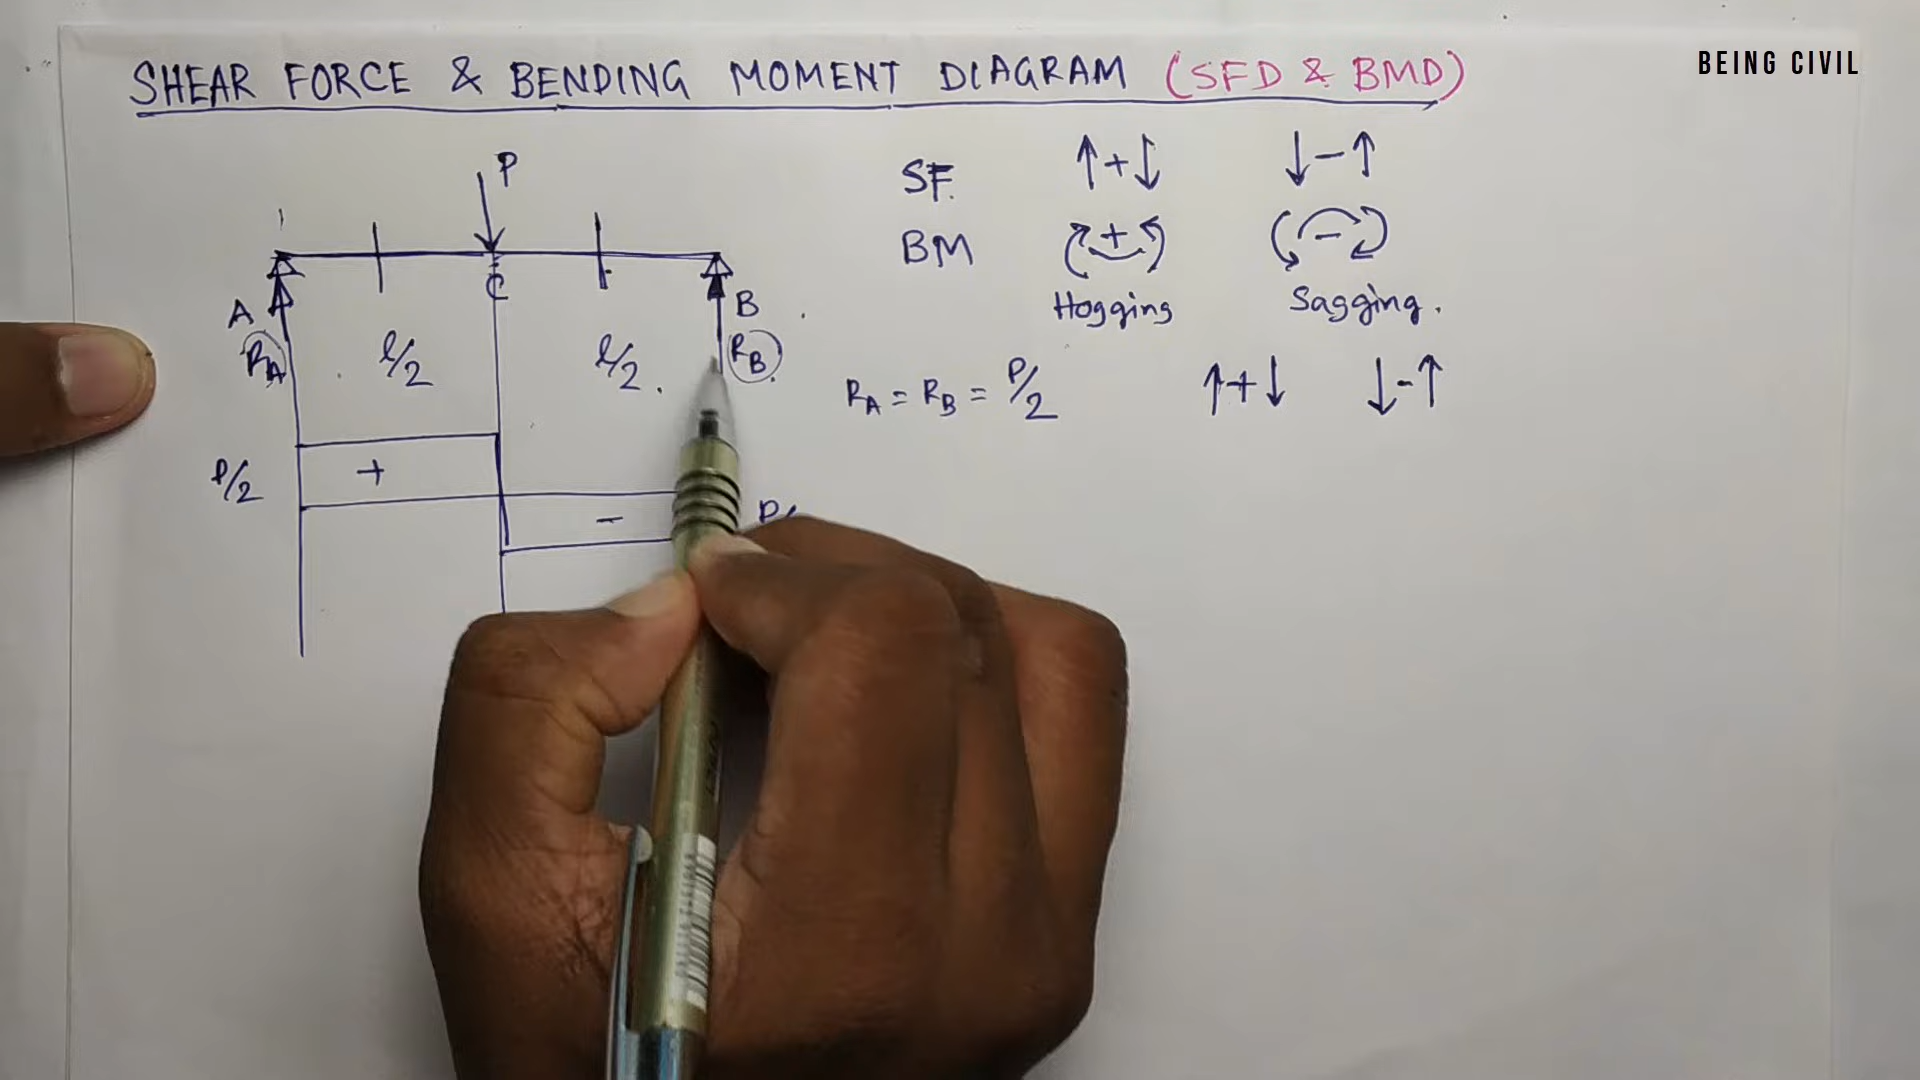 SHEAR FORCE & BENDING MOMENT DIAGRAM (SFD & BMD)
BEING CIVIL
P
SF. ↑+↓ ↓-↑
BM (+) (-)
Hogging Sagging.
A C B
RA l/2 l/2 RB
RA = RB = P/2 ↑+↓ ↓-↑
P/2 +
-